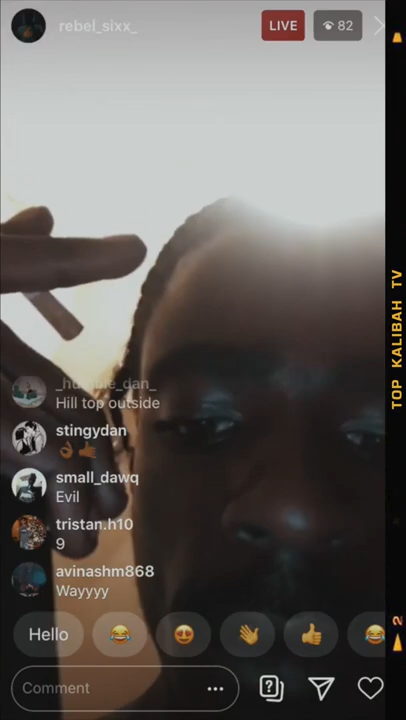 rebel_sixx_
LIVE
82
Hill top outside
stingydan
👌🏾🤙🏾
small_dawq
Evil
tristan.h10
9
avinashm868
Wayyyy
Hello 😂 😍 👋 👍 😂
Comment
TOP KALIBAH TV
2